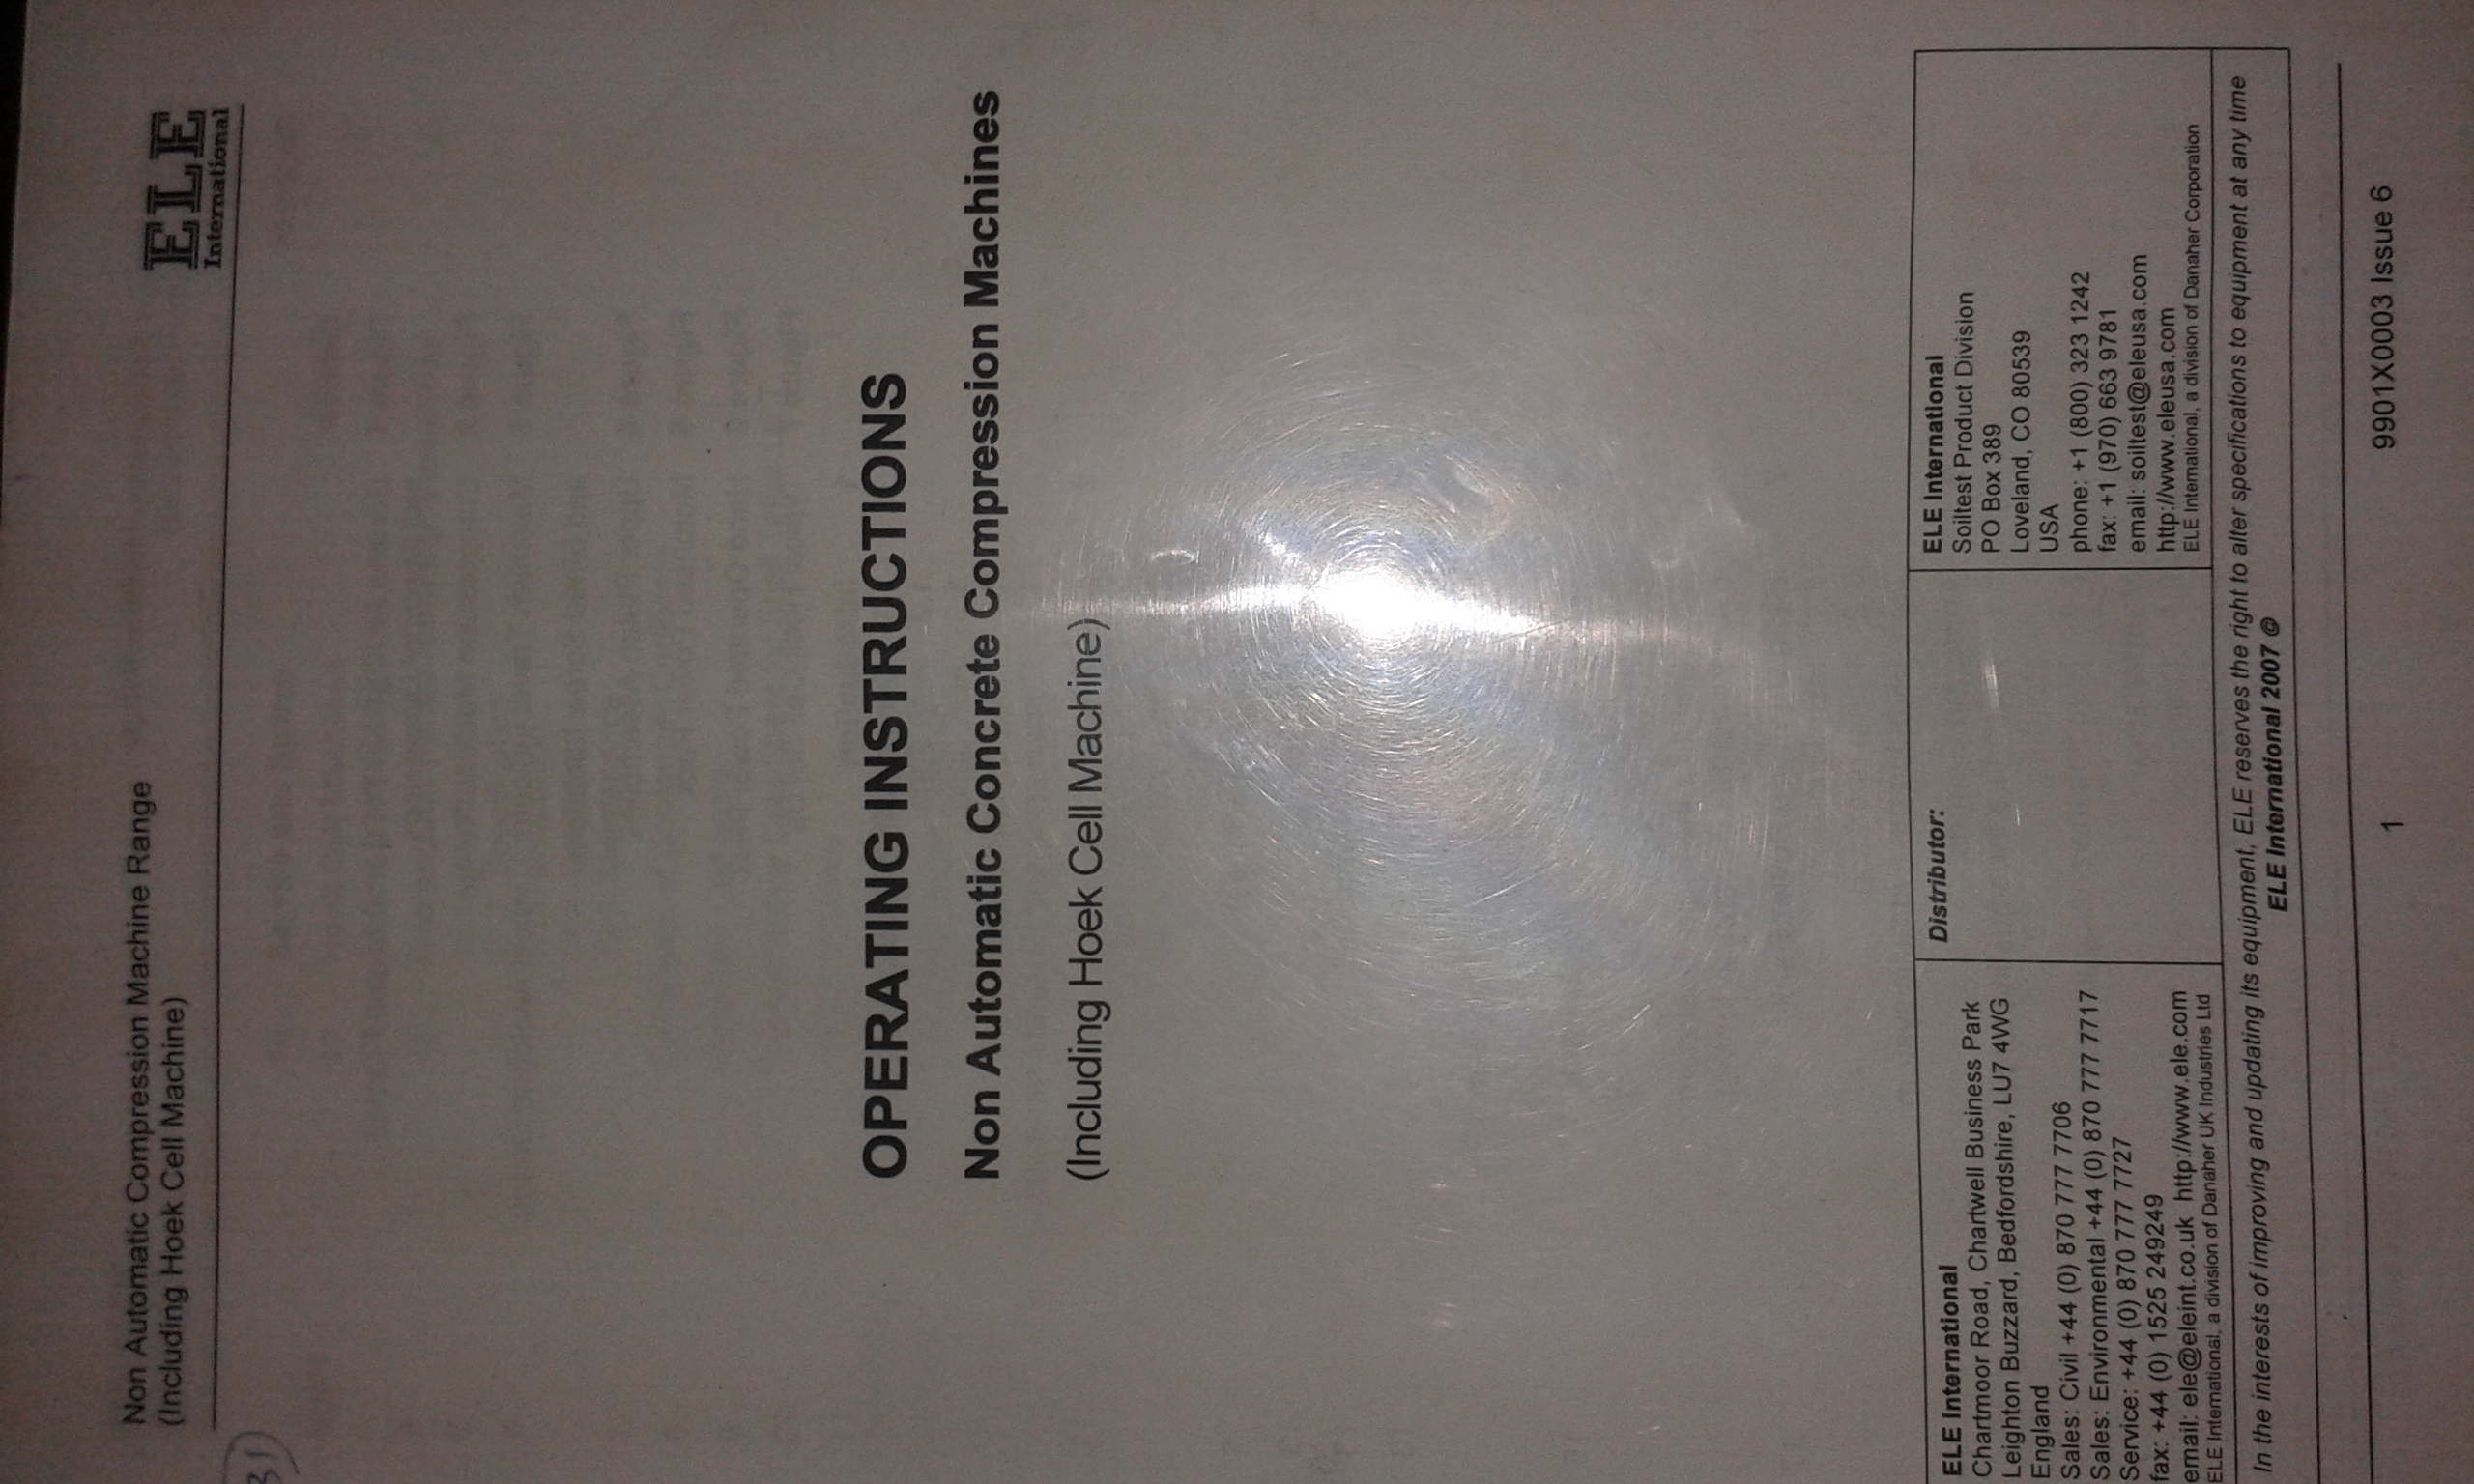 Non Automatic Compression Machine Range
(Including Hoek Cell Machine)
ELE
International
31
OPERATING INSTRUCTIONS
Non Automatic Concrete Compression Machines
(Including Hoek Cell Machine)
ELE International
Chartmoor Road, Chartwell Business Park
Leighton Buzzard, Bedfordshire, LU7 4WG
England
Sales: Civil +44 (0) 870 777 7706
Sales: Environmental +44 (0) 870 777 7717
Service: +44 (0) 870 777 7727
fax: +44 (0) 1525 249249
email: ele@eleint.co.uk http://www.ele.com
ELE International, a division of Danaher UK Industries Ltd
Distributor:
ELE International
Soiltest Product Division
PO Box 389
Loveland, CO 80539
USA
phone: +1 (800) 323 1242
fax: +1 (970) 663 9781
email: soiltest@eleusa.com
http://www.eleusa.com
ELE International, a division of Danaher Corporation
In the interests of improving and updating its equipment, ELE reserves the right to alter specifications to equipment at any time
ELE International 2007 ©
1
9901X0003 Issue 6